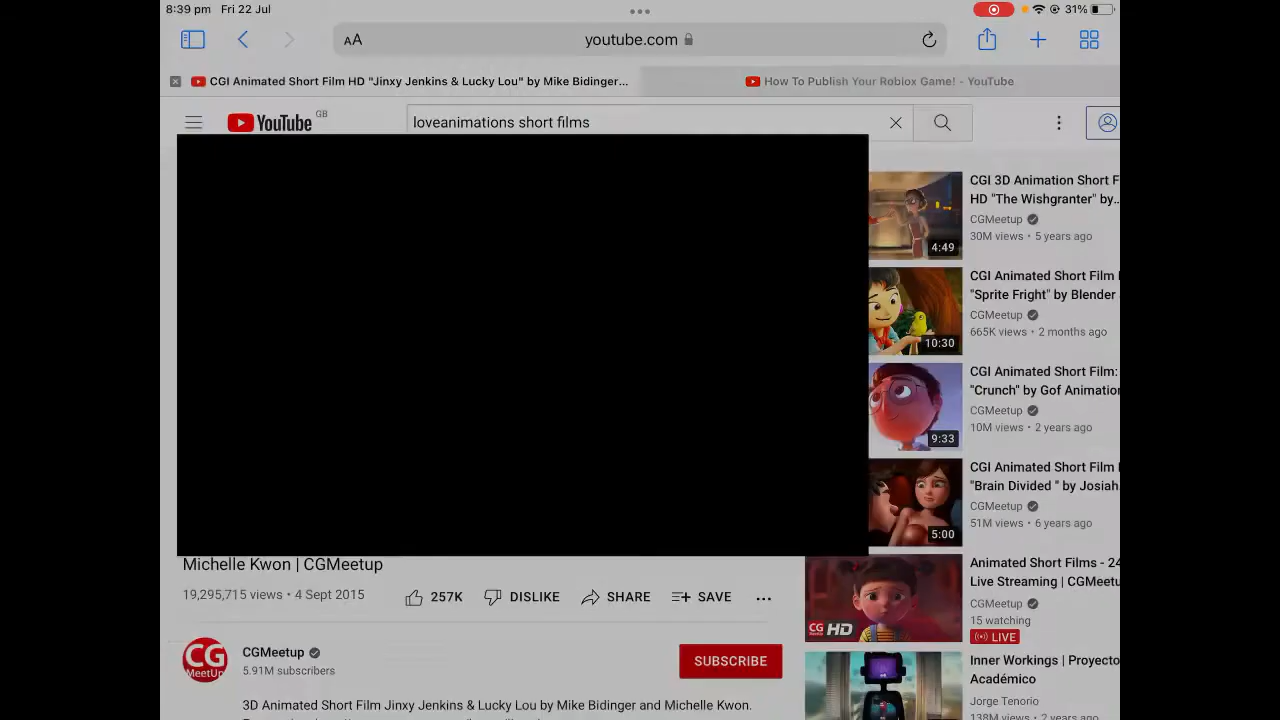 8:39 pm Fri 22 Jul
31%
AA
youtube.com
CGI Animated Short Film HD "Jinxy Jenkins & Lucky Lou" by Mike Bidinger...
How To Publish Your Roblox Game! - YouTube
YouTube GB
loveanimations short films
CGI 3D Animation Short F
HD "The Wishgranter" by...
CGMeetup
30M views • 5 years ago
4:49
CGI Animated Short Film
"Sprite Fright" by Blender
CGMeetup
665K views • 2 months ago
10:30
CGI Animated Short Film:
"Crunch" by Gof Animation
CGMeetup
10M views • 2 years ago
9:33
CGI Animated Short Film
"Brain Divided " by Josiah
CGMeetup
51M views • 6 years ago
5:00
Michelle Kwon | CGMeetup
19,295,715 views • 4 Sept 2015
257K
DISLIKE
SHARE
SAVE
Animated Short Films - 24
Live Streaming | CGMeetu
CGMeetup
15 watching
LIVE
CG
HD
CG
MeetUp
CGMeetup
5.91M subscribers
SUBSCRIBE
Inner Workings | Proyecto
Académico
Jorge Tenorio
138M views • 2 years ago
3D Animated Short Film Jinxy Jenkins & Lucky Lou by Mike Bidinger and Michelle Kwon.